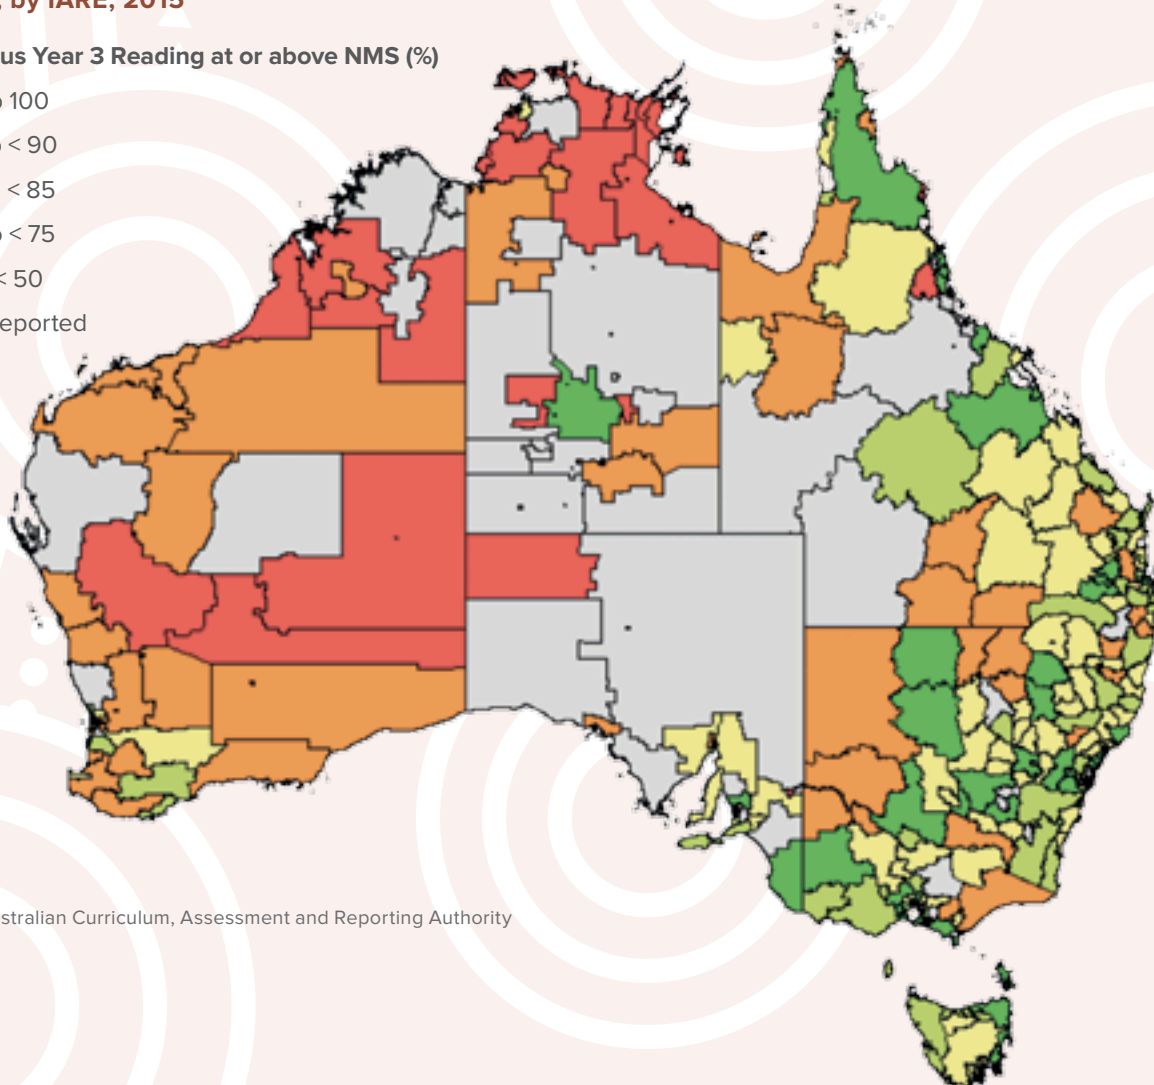 by IARE, 2015
us Year 3 Reading at or above NMS (%)
100
< 90
< 85
< 75
< 50
eported
stralian Curriculum, Assessment and Reporting Authority